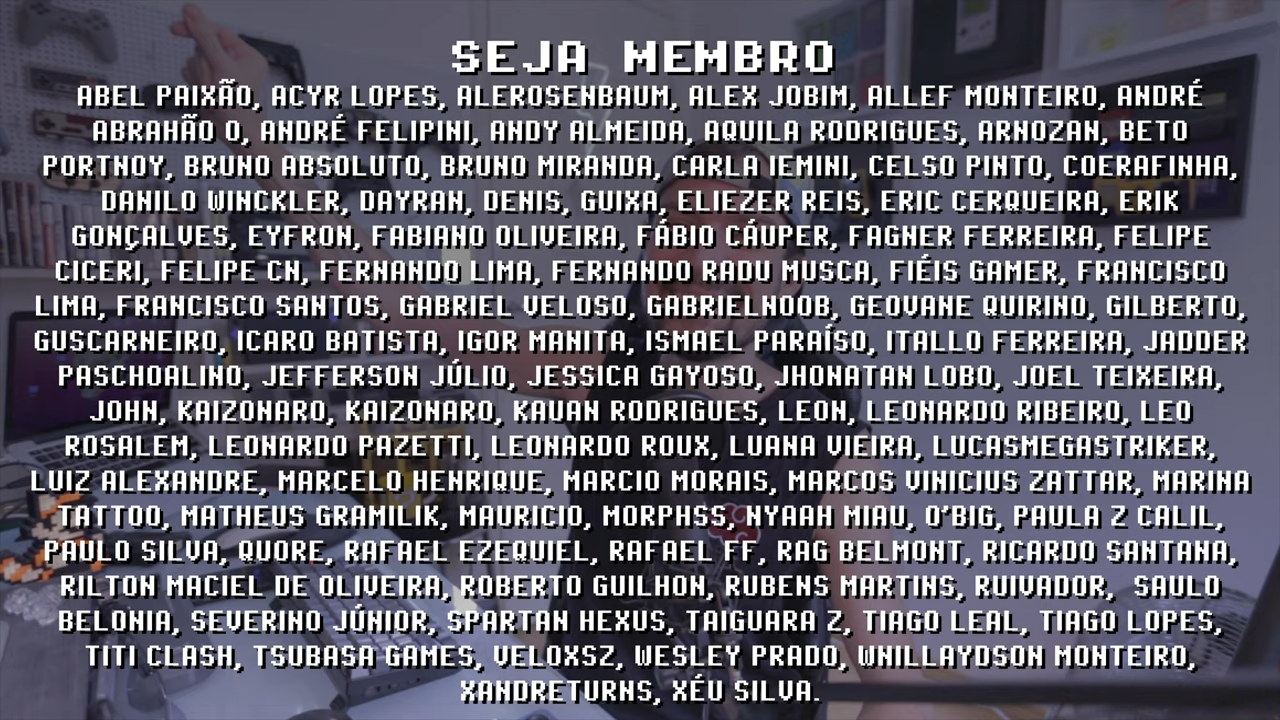 SEJA MEMBRO
ABEL PAIXÃO, ACYR LOPES, ALEROSENBAUM, ALEX JOBIM, ALLEF MONTEIRO, ANDRÉ
ABRAHÃO O, ANDRÉ FELIPINI, ANDY ALMEIDA, AQUILA RODRIGUES, ARNOZAN, BETO
PORTNOY, BRUNO ABSOLUTO, BRUNO MIRANDA, CARLA IEMINI, CELSO PINTO, COERAFINHA,
DANILO WINCKLER, DAYRAN, DENIS, GUIXA, ELIEZER REIS, ERIC CERQUEIRA, ERIK
GONÇALVES, EYFRON, FABIANO OLIVEIRA, FÁBIO CÁUPER, FAGNER FERREIRA, FELIPE
CICERI, FELIPE CN, FERNANDO LIMA, FERNANDO RADU MUSCA, FIÉIS GAMER, FRANCISCO
LIMA, FRANCISCO SANTOS, GABRIEL VELOSO, GABRIELNOOB, GEOVANE QUIRINO, GILBERTO,
GUSCARNEIRO, ICARO BATISTA, IGOR MANITA, ISMAEL PARAÍSO, ITALLO FERREIRA, JADDER
PASCHOALINO, JEFFERSON JÚLIO, JESSICA GAYOSO, JHONATAN LOBO, JOEL TEIXEIRA,
JOHN, KAIZONARO, KAIZONARO, KAUAN RODRIGUES, LEON, LEONARDO RIBEIRO, LEO
ROSALEM, LEONARDO PAZETTI, LEONARDO ROUX, LUANA VIEIRA, LUCASMEGASTRIKER,
LUIZ ALEXANDRE, MARCELO HENRIQUE, MARCIO MORAIS, MARCOS VINICIUS ZATTAR, MARINA
TATTOO, MATHEUS GRAMILIK, MAURICIO, MORPHSS, NYAAH MIAU, O'BIG, PAULA Z CALIL,
PAULO SILVA, QUORE, RAFAEL EZEQUIEL, RAFAEL FF, RAG BELMONT, RICARDO SANTANA,
RILTON MACIEL DE OLIVEIRA, ROBERTO GUILHON, RUBENS MARTINS, RUIVADOR, SAULO
BELONIA, SEVERINO JÚNIOR, SPARTAN HEXUS, TAIGUARA Z, TIAGO LEAL, TIAGO LOPES,
TITI CLASH, TSUBASA GAMES, VELOXSZ, WESLEY PRADO, WHILLAYDSON MONTEIRO,
XANDRETURNS, XÉU SILVA.